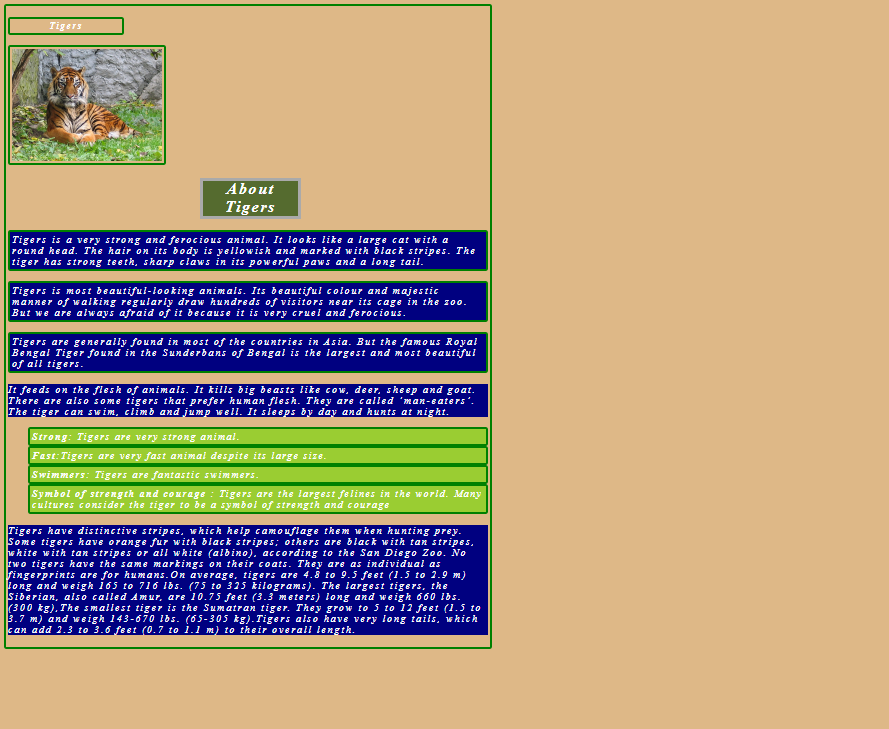 Tigers
About
Tigers
Tigers is a very strong and ferocious animal. It looks like a large cat with a
round head. The hair on its body is yellowish and marked with black stripes. The
tiger has strong teeth, sharp claws in its powerful paws and a long tail.
Tigers is most beautiful-looking animals. Its beautiful colour and majestic
manner of walking regularly draw hundreds of visitors near its cage in the zoo.
But we are always afraid of it because it is very cruel and ferocious.
Tigers are generally found in most of the countries in Asia. But the famous Royal
Bengal Tiger found in the Sunderbans of Bengal is the largest and most beautiful
of all tigers.
It feeds on the flesh of animals. It kills big beasts like cow, deer, sheep and goat.
There are also some tigers that prefer human flesh. They are called 'man-eaters'.
The tiger can swim, climb and jump well. It sleeps by day and hunts at night.
Strong: Tigers are very strong animal.
Fast:Tigers are very fast animal despite its large size.
Swimmers: Tigers are fantastic swimmers.
Symbol of strength and courage : Tigers are the largest felines in the world. Many
cultures consider the tiger to be a symbol of strength and courage
Tigers have distinctive stripes, which help camouflage them when hunting prey.
Some tigers have orange fur with black stripes; others are black with tan stripes,
white with tan stripes or all white (albino), according to the San Diego Zoo. No
two tigers have the same markings on their coats. They are as individual as
fingerprints are for humans.On average, tigers are 4.8 to 9.5 feet (1.5 to 2.9 m)
long and weigh 165 to 716 lbs. (75 to 325 kilograms). The largest tigers, the
Siberian, also called Amur, are 10.75 feet (3.3 meters) long and weigh 660 lbs.
(300 kg),The smallest tiger is the Sumatran tiger. They grow to 5 to 12 feet (1.5 to
3.7 m) and weigh 143-670 lbs. (65-305 kg).Tigers also have very long tails, which
can add 2.3 to 3.6 feet (0.7 to 1.1 m) to their overall length.